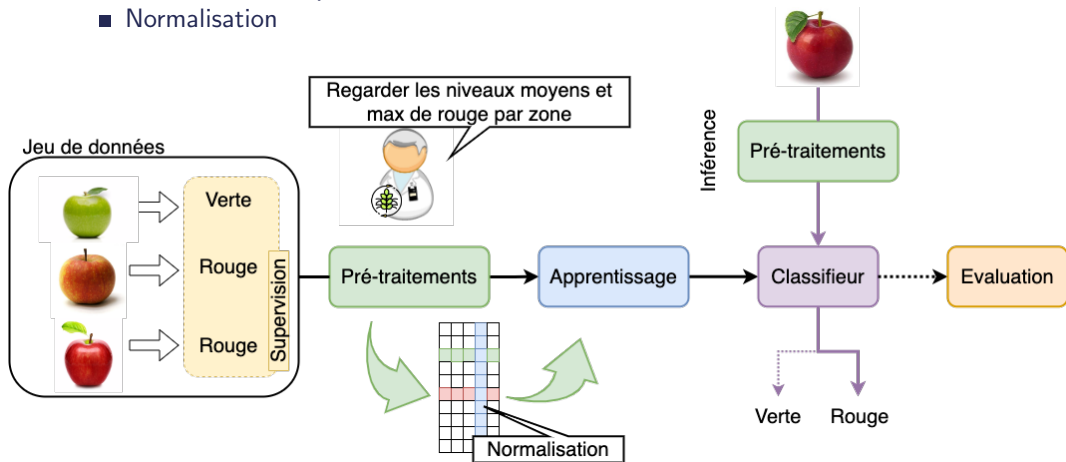 Normalisation
Regarder les niveaux moyens et
max de rouge par zone
Jeu de données
Verte
Rouge
Rouge
Supervision
Pré-traitements
Apprentissage
Inférence
Pré-traitements
Classifieur
Evaluation
Verte
Rouge
Normalisation